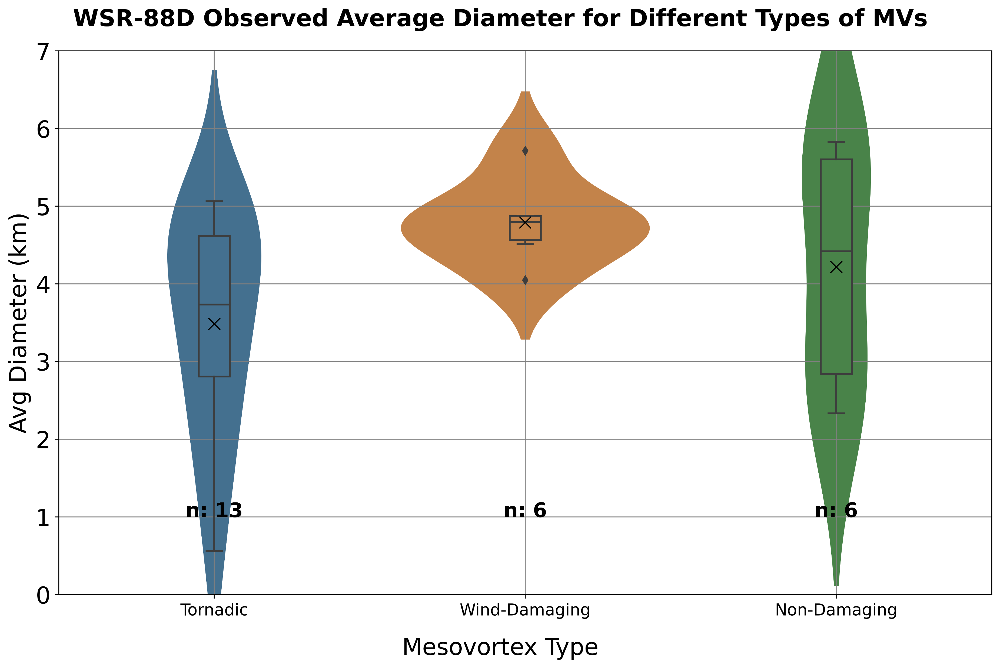 WSR-88D Observed Average Diameter for Different Types of MVs
Avg Diameter (km)
7
6
5
4
3
2
1
0
n: 13
n: 6
n: 6
Tornadic
Wind-Damaging
Non-Damaging
Mesovortex Type